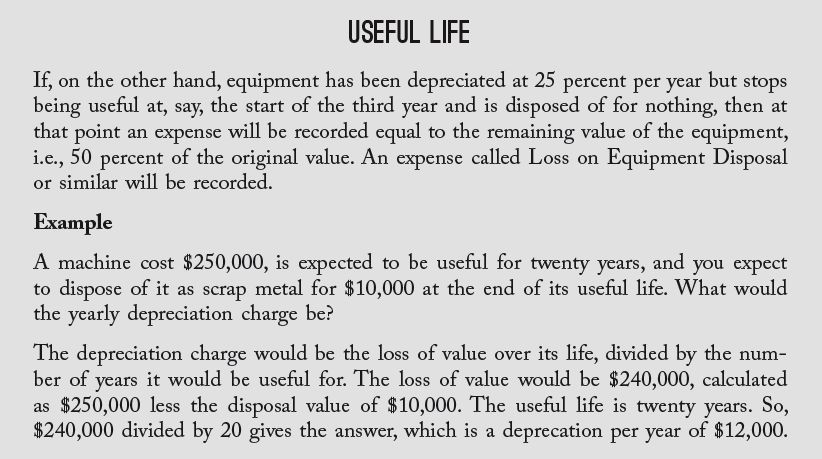 USEFUL LIFE
If, on the other hand, equipment has been depreciated at 25 percent per year but stops
being useful at, say, the start of the third year and is disposed of for nothing, then at
that point an expense will be recorded equal to the remaining value of the equipment,
i.e., 50 percent of the original value. An expense called Loss on Equipment Disposal
or similar will be recorded.
Example
A machine cost $250,000, is expected to be useful for twenty years, and you expect
to dispose of it as scrap metal for $10,000 at the end of its useful life. What would
the yearly depreciation charge be?
The depreciation charge would be the loss of value over its life, divided by the num-
ber of years it would be useful for. The loss of value would be $240,000, calculated
as $250,000 less the disposal value of $10,000. The useful life is twenty years. So,
$240,000 divided by 20 gives the answer, which is a deprecation per year of $12,000.